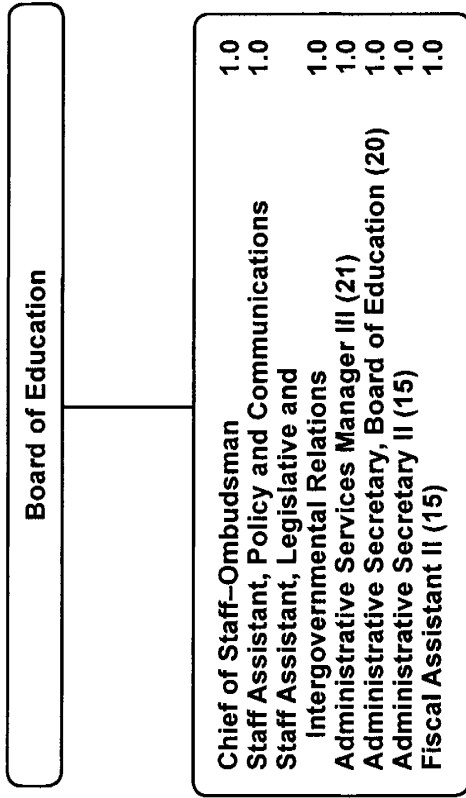 Board of Education
Chief of Staff–Ombudsman 1.0
Staff Assistant, Policy and Communications 1.0
Staff Assistant, Legislative and
Intergovernmental Relations 1.0
Administrative Services Manager III (21) 1.0
Administrative Secretary, Board of Education (20) 1.0
Administrative Secretary II (15) 1.0
Fiscal Assistant II (15) 1.0